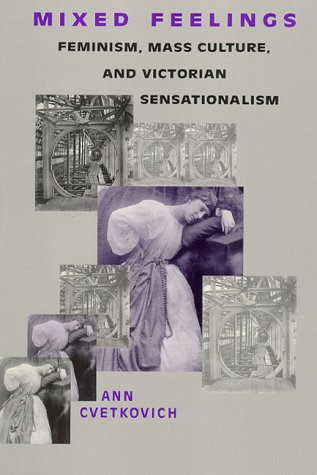 MIXED FEELINGS
FEMINISM, MASS CULTURE,
AND VICTORIAN
SENSATIONALISM
ANN
CVETKOVICH